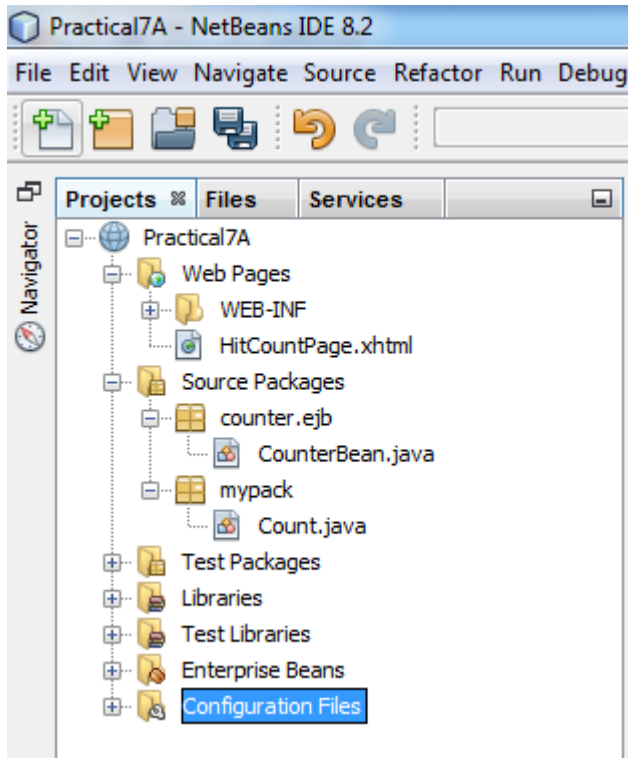 Practical7A - NetBeans IDE 8.2
File Edit View Navigate Source Refactor Run Debug
Projects Files Services
Navigator
Practical7A
Web Pages
WEB-INF
HitCountPage.xhtml
Source Packages
counter.ejb
CounterBean.java
mypack
Count.java
Test Packages
Libraries
Test Libraries
Enterprise Beans
Configuration Files